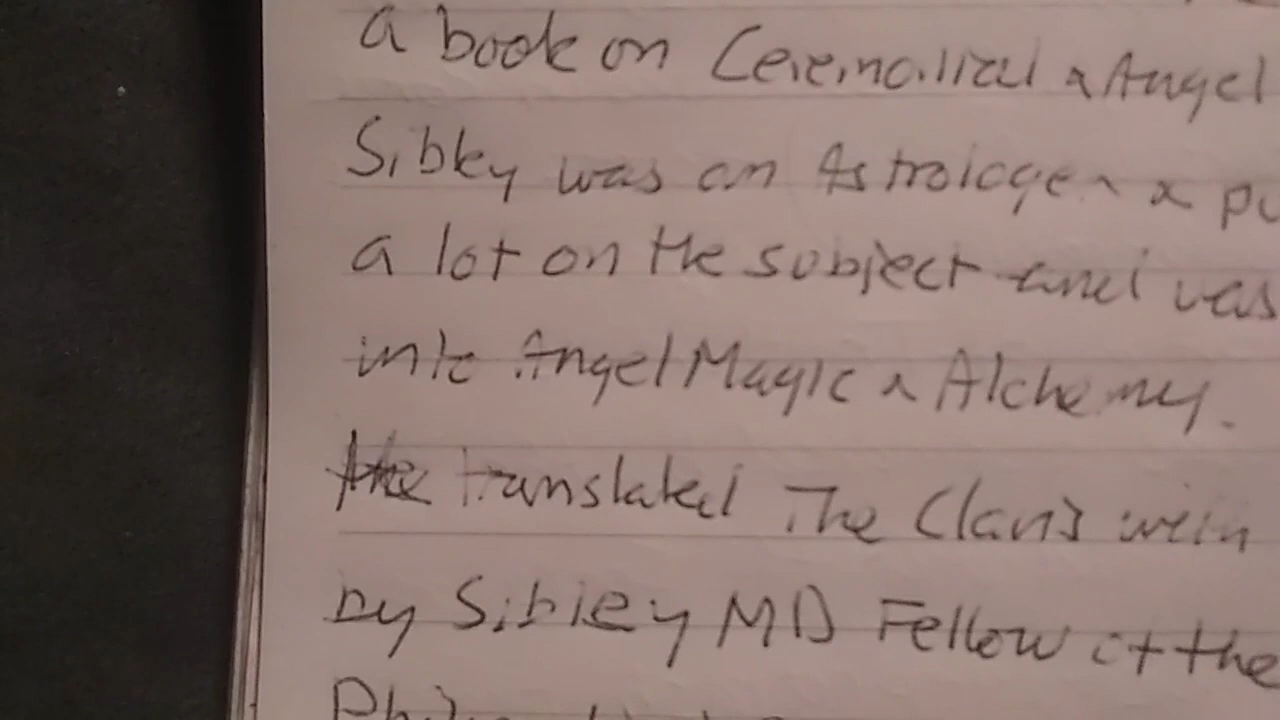 a book on Ceremonial & Angel
Sibley was an Astrologer & pu
a lot on the subject and was
into Angel Magic & Alchemy.
He translated The Clavis wein
by Sibley MD Fellow of the